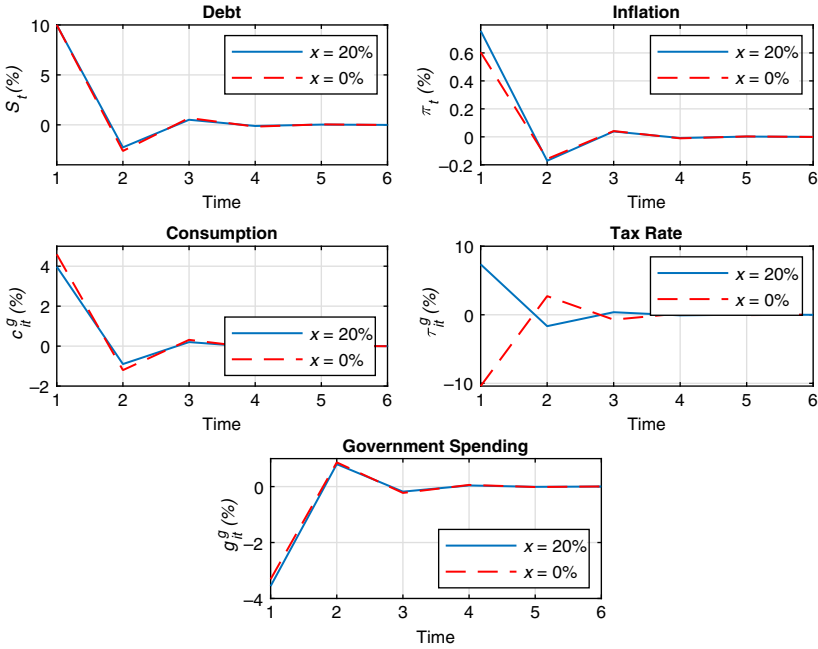 Debt
S_t (%)
10
5
0
x = 20%
x = 0%
1 2 3 4 5 6
Time
Inflation
π_t (%)
0.6
0.4
0.2
0
−0.2
x = 20%
x = 0%
1 2 3 4 5 6
Time
Consumption
c_it^g (%)
4
2
0
−2
x = 20%
x = 0%
1 2 3 4 5 6
Time
Tax Rate
τ_it^g (%)
10
0
−10
x = 20%
x = 0%
1 2 3 4 5 6
Time
Government Spending
g_it^g (%)
0
−2
−4
x = 20%
x = 0%
1 2 3 4 5 6
Time